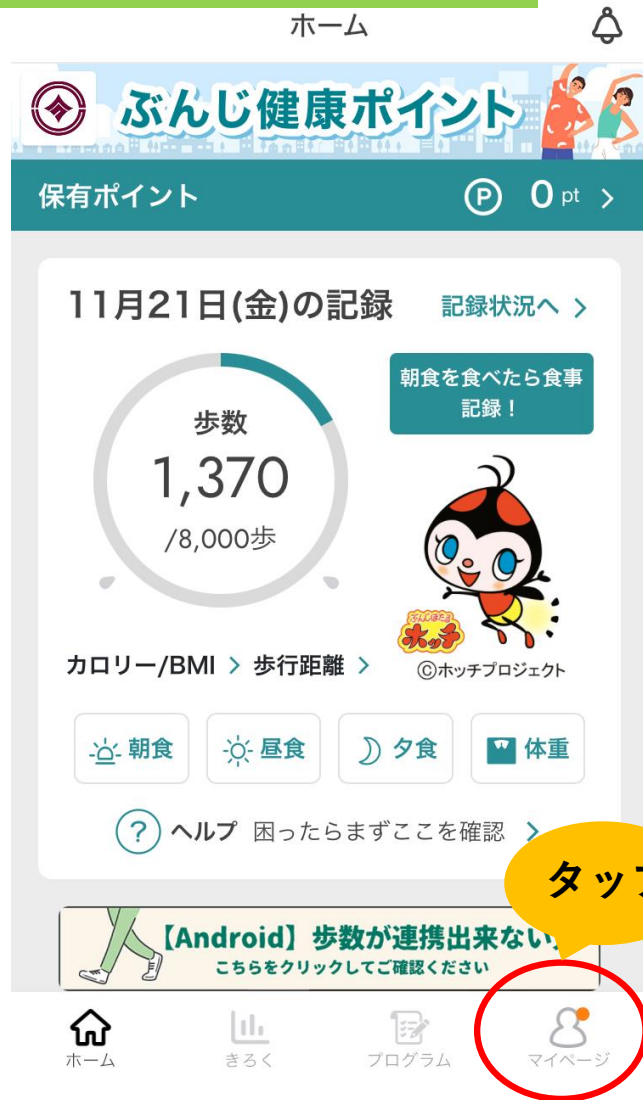 ホーム
ぶんじ健康ポイント
保有ポイント
P 0 pt >
11月21日(金)の記録
記録状況へ >
朝食を食べたら食事
記録！
歩数
1,370
/8,000歩
ぶんじほたる
ホッチ
カロリー/BMI > 歩行距離 >
©ホッチプロジェクト
朝食
昼食
夕食
体重
? ヘルプ 困ったらまずここを確認 >
タップ
【Android】歩数が連携出来ない
こちらをクリックしてご確認ください
ホーム
きろく
プログラム
マイページ